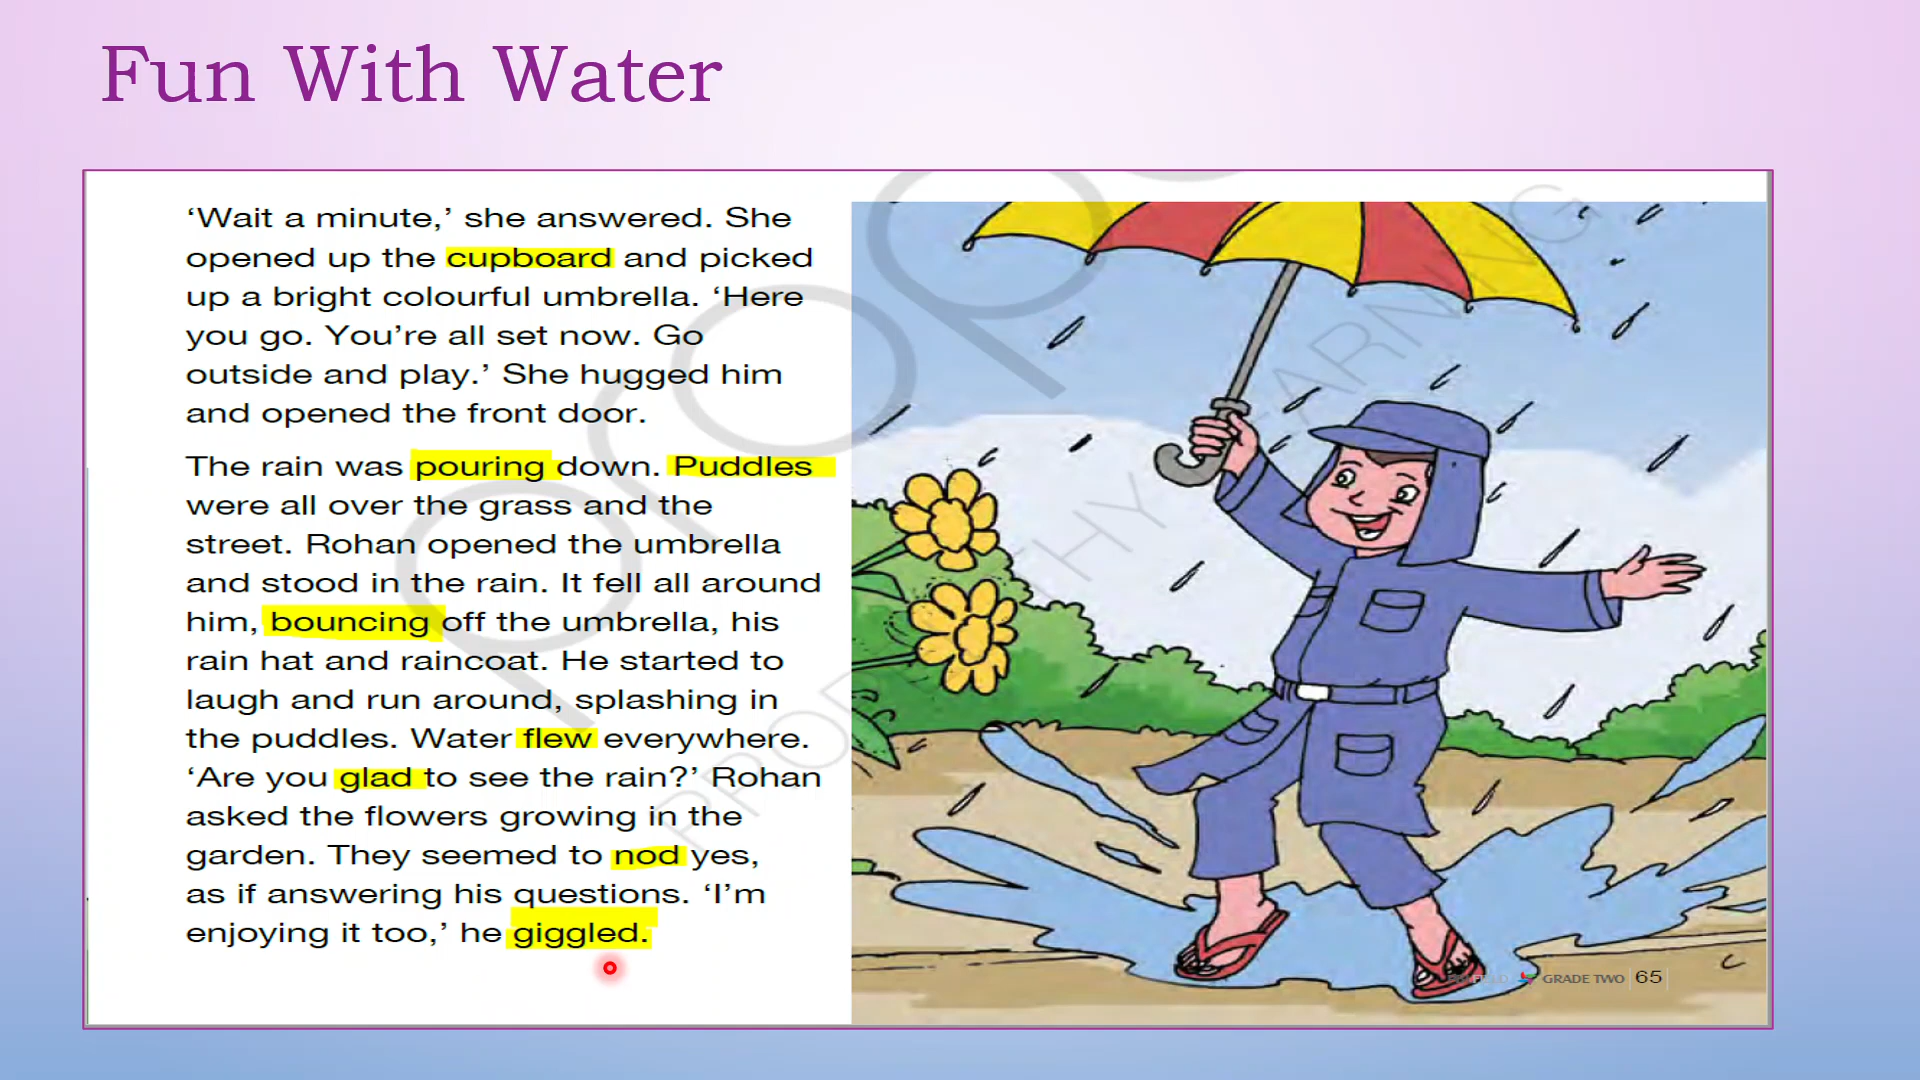 Fun With Water
‘Wait a minute,’ she answered. She
opened up the cupboard and picked
up a bright colourful umbrella. ‘Here
you go. You’re all set now. Go
outside and play.’ She hugged him
and opened the front door.
The rain was pouring down. Puddles
were all over the grass and the
street. Rohan opened the umbrella
and stood in the rain. It fell all around
him, bouncing off the umbrella, his
rain hat and raincoat. He started to
laugh and run around, splashing in
the puddles. Water flew everywhere.
‘Are you glad to see the rain?’ Rohan
asked the flowers growing in the
garden. They seemed to nod yes,
as if answering his questions. ‘I’m
enjoying it too,’ he giggled.
GRADE TWO 65